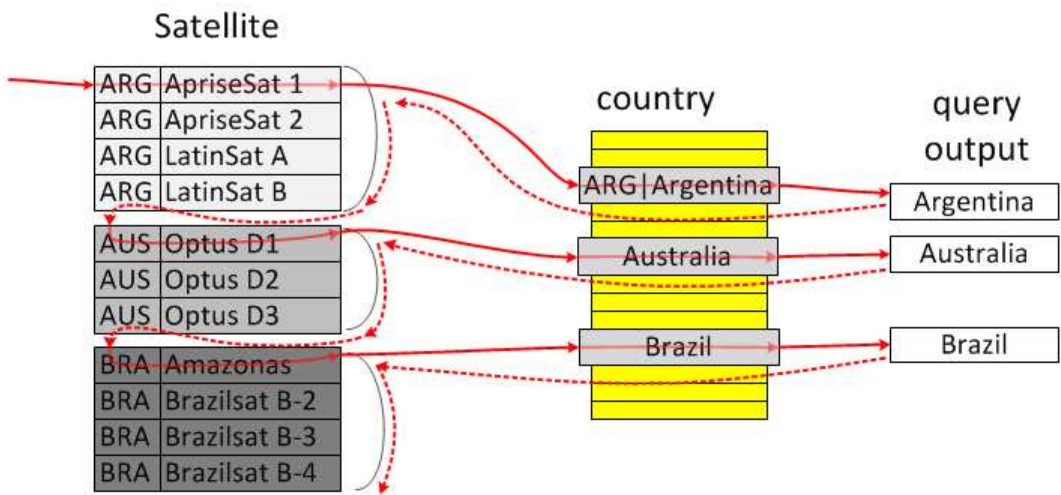 Satellite
ARG ApriseSat 1
ARG ApriseSat 2
ARG LatinSat A
ARG LatinSat B
AUS Optus D1
AUS Optus D2
AUS Optus D3
BRA Amazonas
BRA Brazilsat B-2
BRA Brazilsat B-3
BRA Brazilsat B-4
country
ARG|Argentina
Australia
Brazil
query
output
Argentina
Australia
Brazil